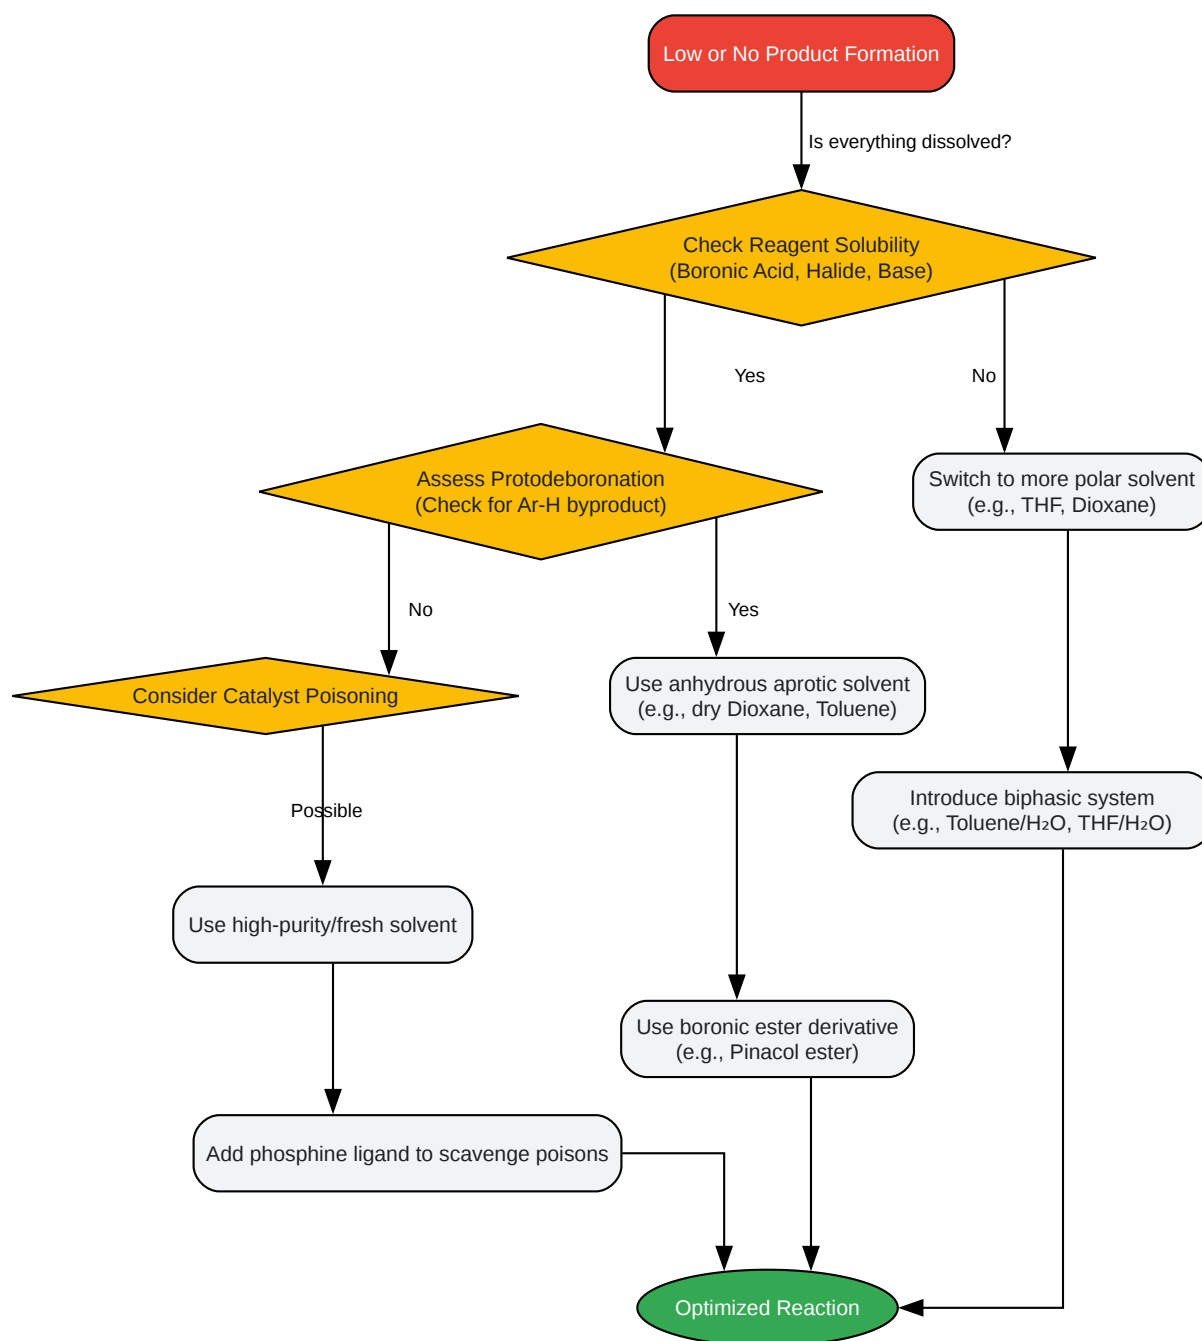 Low or No Product Formation
Is everything dissolved?
Check Reagent Solubility
(Boronic Acid, Halide, Base)
Yes
No
Assess Protodeboronation
(Check for Ar-H byproduct)
Switch to more polar solvent
(e.g., THF, Dioxane)
No
Yes
Consider Catalyst Poisoning
Use anhydrous aprotic solvent
(e.g., dry Dioxane, Toluene)
Possible
Introduce biphasic system
(e.g., Toluene/H₂O, THF/H₂O)
Use high-purity/fresh solvent
Use boronic ester derivative
(e.g., Pinacol ester)
Add phosphine ligand to scavenge poisons
Optimized Reaction